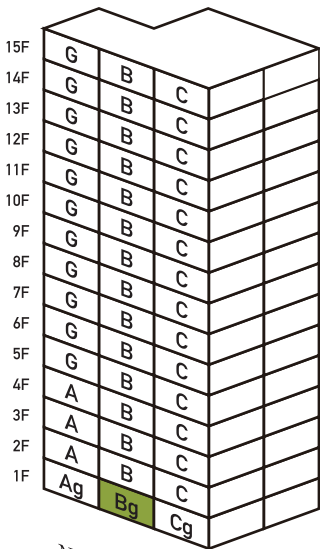 15F G B C
14F G B C
13F G B C
12F G B C
11F G B C
10F G B C
9F G B C
8F G B C
7F G B C
6F G B C
5F G B C
4F A B C
3F A B C
2F A B C
1F Ag Bg Cg